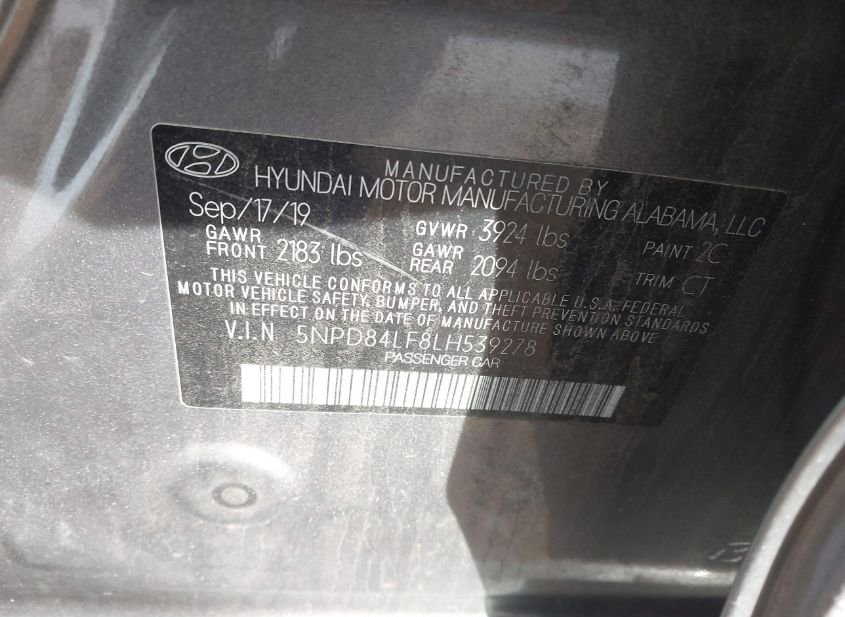 MANUFACTURED BY
HYUNDAI MOTOR MANUFACTURING ALABAMA, LLC
Sep/17/19 GVWR 3924 lbs PAINT 2C
GAWR FRONT 2183 lbs GAWR REAR 2094 lbs TRIM CT
THIS VEHICLE CONFORMS TO ALL APPLICABLE U.S.A. FEDERAL
MOTOR VEHICLE SAFETY, BUMPER, AND THEFT PREVENTION STANDARDS
IN EFFECT ON THE DATE OF MANUFACTURE SHOWN ABOVE
V.I.N 5NPD84LF8LH539278
PASSENGER CAR